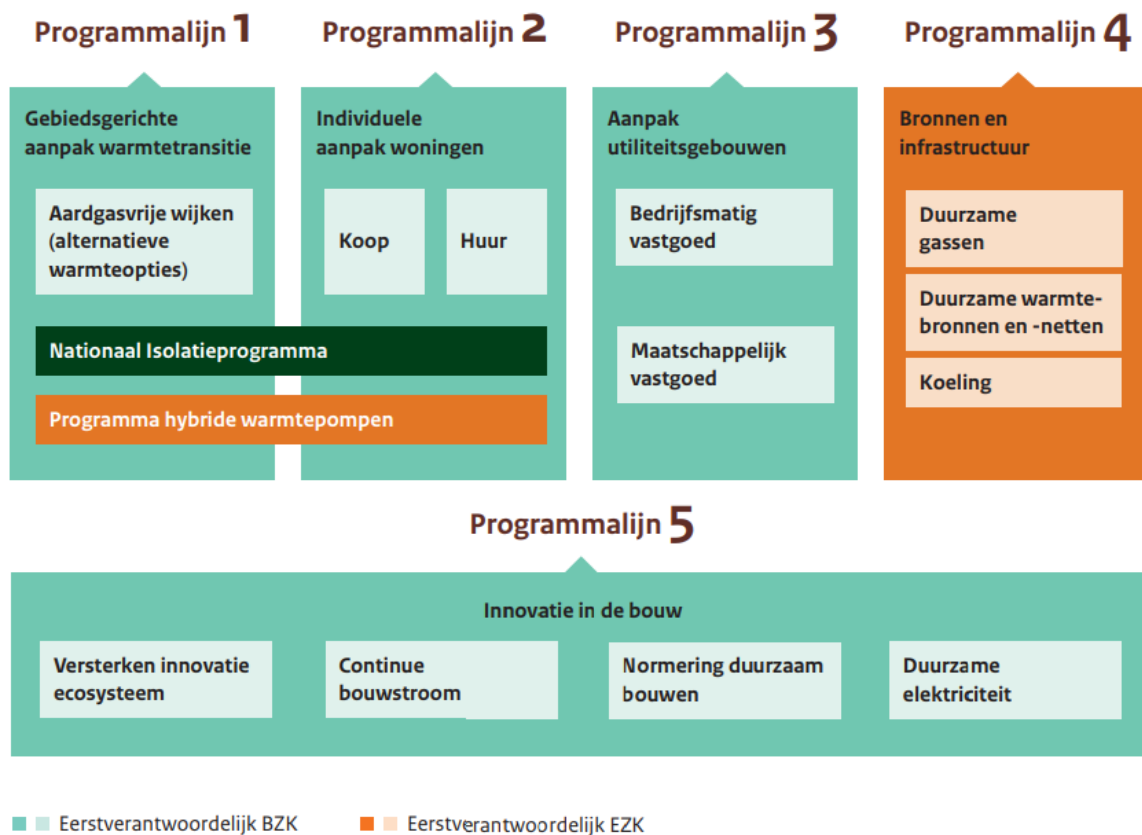 Programmalijn 1
Gebiedsgerichte
aanpak warmtetransitie
Aardgasvrije wijken
(alternatieve
warmteopties)
Programmalijn 2
Individuele
aanpak woningen
Koop
Huur
Nationaal Isolatieprogramma
Programma hybride warmtepompen
Programmalijn 3
Aanpak
utiliteitsgebouwen
Bedrijfsmatig
vastgoed
Maatschappelijk
vastgoed
Programmalijn 4
Bronnen en
infrastructuur
Duurzame
gassen
Duurzame warmte-
bronnen en -netten
Koeling
Programmalijn 5
Innovatie in de bouw
Versterken innovatie
ecosysteem
Continue
bouwstroom
Normering duurzaam
bouwen
Duurzame
elektriciteit
Eerstverantwoordelijk BZK
Eerstverantwoordelijk EZK